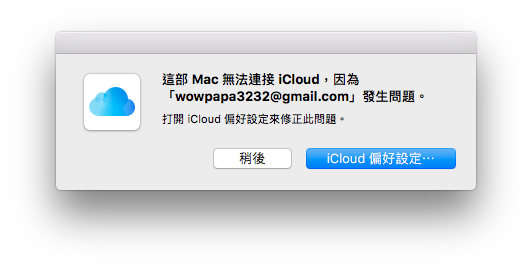 這部 Mac 無法連接 iCloud，因為
「wowpapa3232@gmail.com」發生問題。
打開 iCloud 偏好設定來修正此問題。
稍後
iCloud 偏好設定⋯